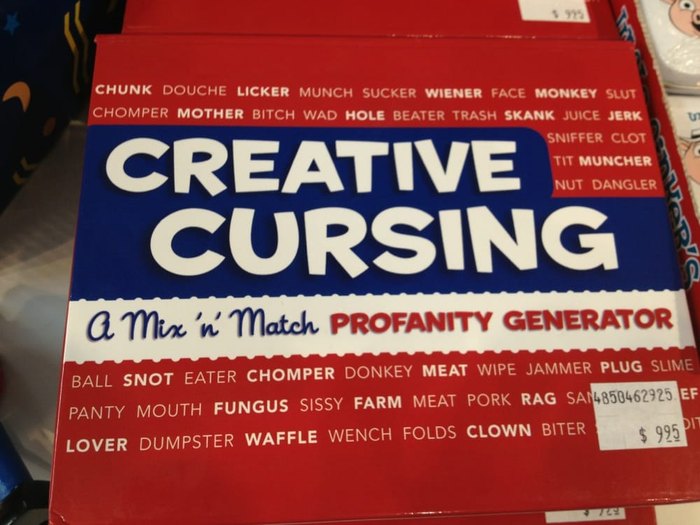 $ 995
CHUNK DOUCHE LICKER MUNCH SUCKER WIENER FACE MONKEY SLUT
CHOMPER MOTHER BITCH WAD HOLE BEATER TRASH SKANK JUICE JERK
SNIFFER CLOT
TIT MUNCHER
NUT DANGLER
CREATIVE
CURSING
A Mix 'n' Match PROFANITY GENERATOR
BALL SNOT EATER CHOMPER DONKEY MEAT WIPE JAMMER PLUG SLIME
PANTY MOUTH FUNGUS SISSY FARM MEAT PORK RAG
LOVER DUMPSTER WAFFLE WENCH FOLDS CLOWN BITER
4850462925
$ 995